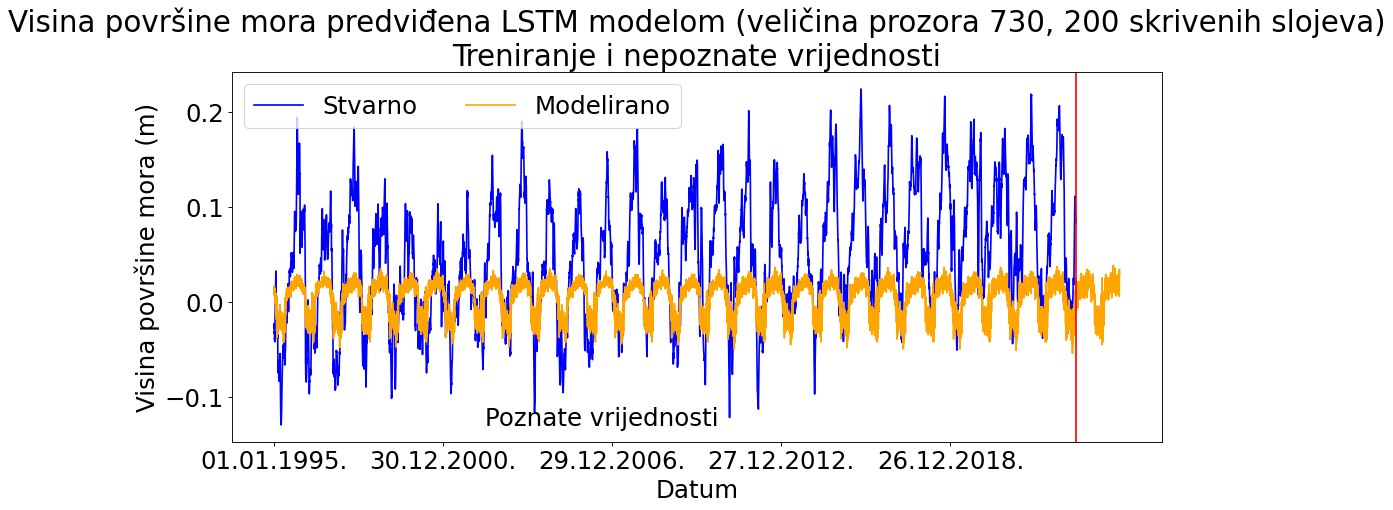 Visina površine mora predviđena LSTM modelom (veličina prozora 730, 200 skrivenih slojeva)
Treniranje i nepoznate vrijednosti
Stvarno
Modelirano
Visina površine mora (m)
0.2
0.1
0.0
−0.1
Poznate vrijednosti
01.01.1995.
30.12.2000.
29.12.2006.
27.12.2012.
26.12.2018.
Datum